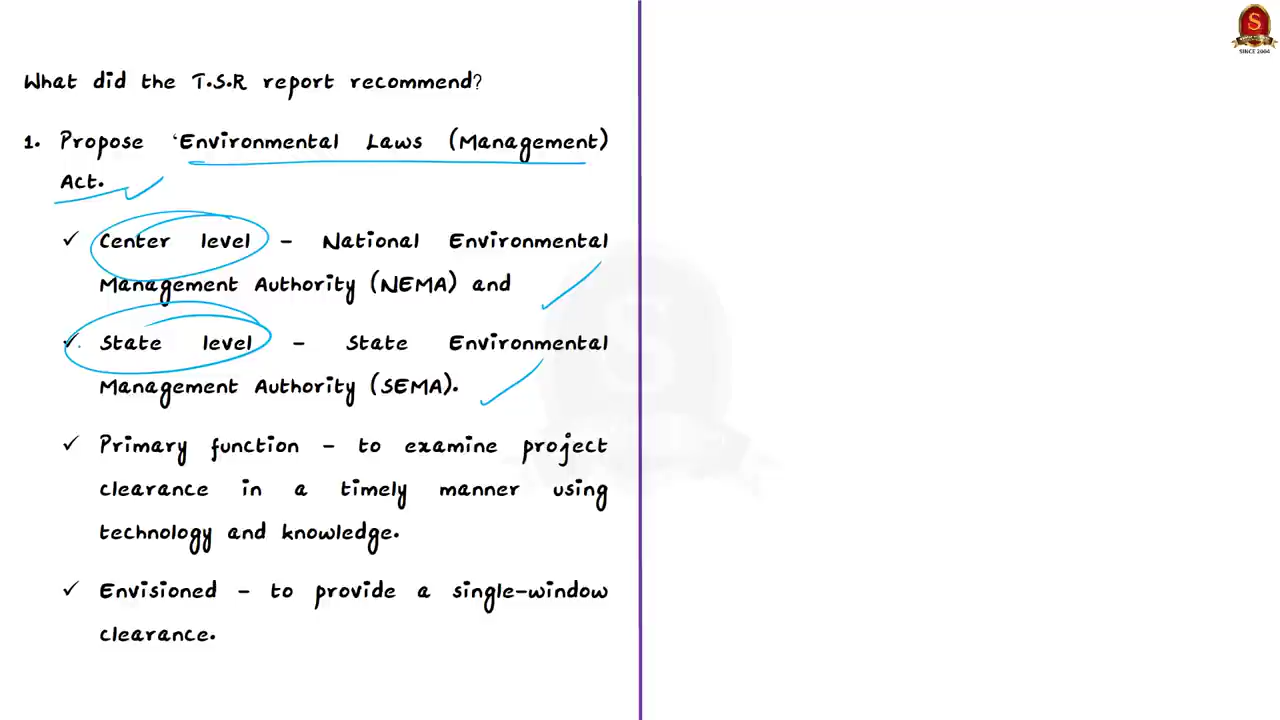 What did the T.S.R report recommend?
1. Propose ‘Environmental Laws (Management)
Act.
✓ Center level - National Environmental
Management Authority (NEMA) and
✓ State level - State Environmental
Management Authority (SEMA).
✓ Primary function - to examine project
clearance in a timely manner using
technology and knowledge.
✓ Envisioned - to provide a single-window
clearance.
S
SINCE 2004